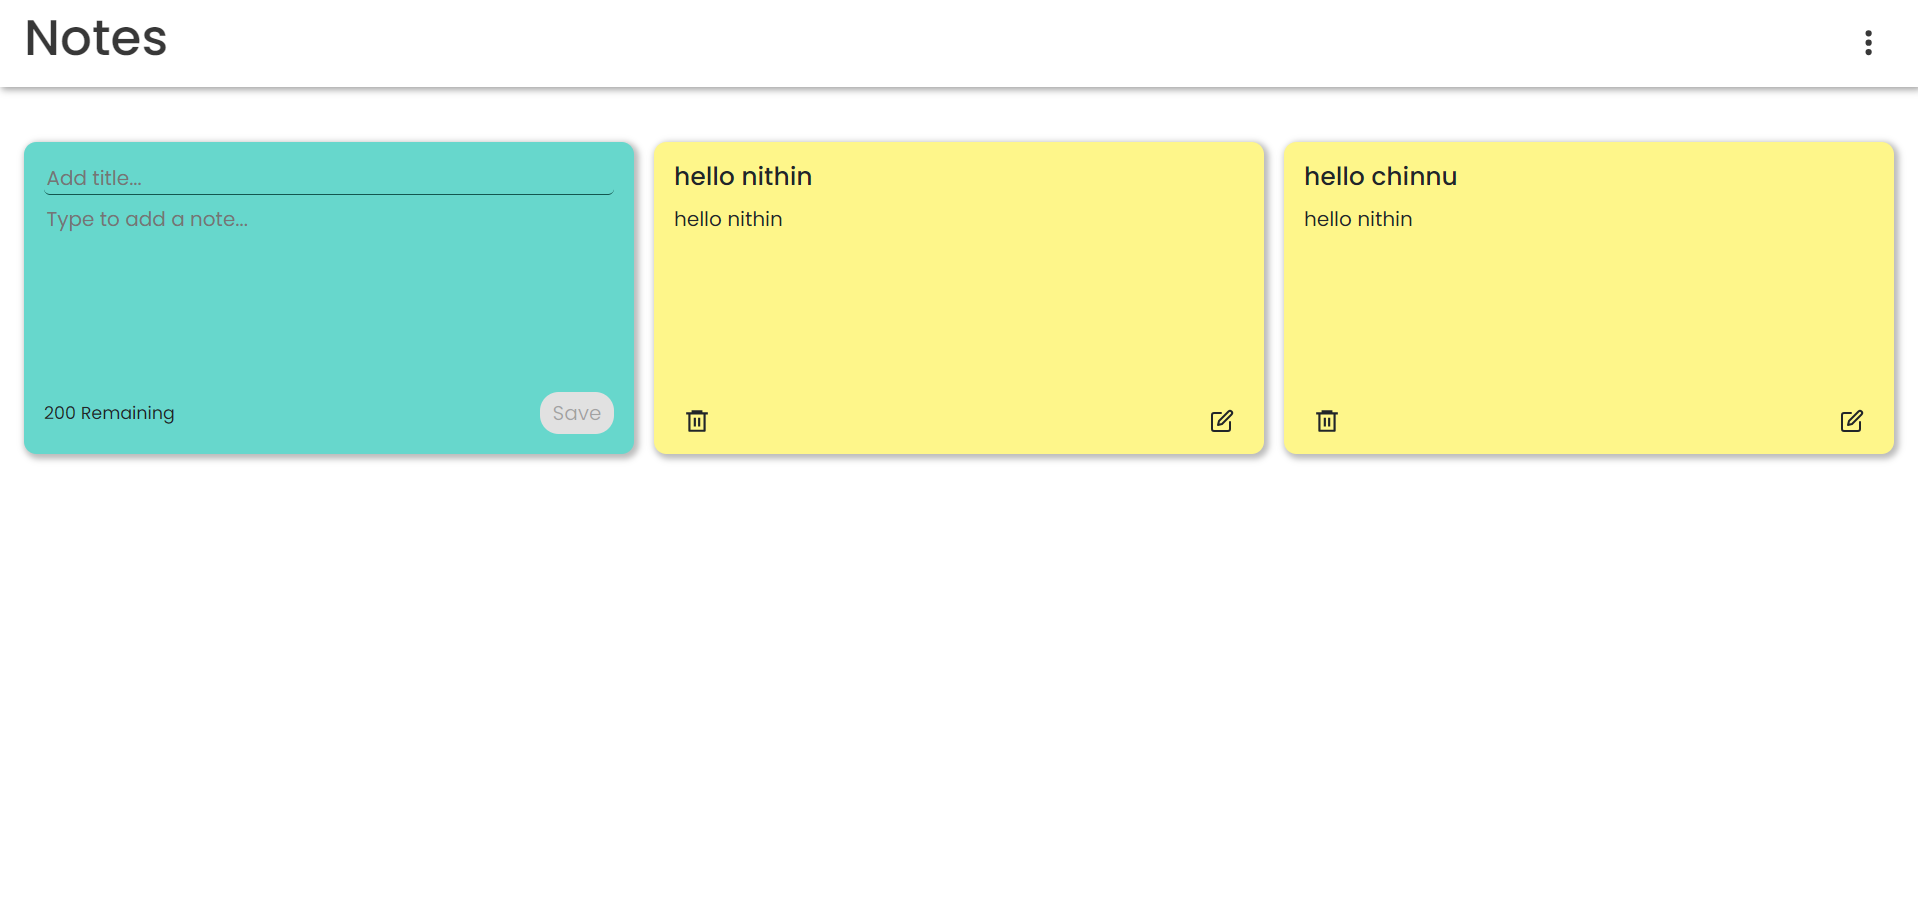 Notes
Add title...
Type to add a note...
200 Remaining
Save
hello nithin
hello nithin
hello chinnu
hello nithin